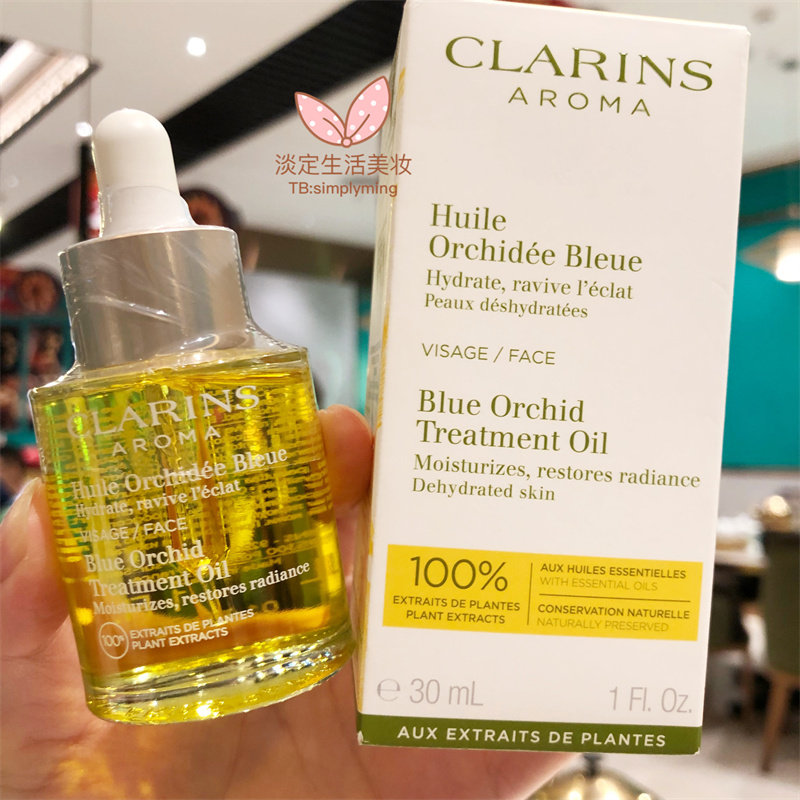 CLARINS
AROMA
淡定生活美妆
TB:simplyming
Huile
Orchidée Bleue
Hydrate, ravive l'éclat
Peaux déshydratées
VISAGE / FACE
Blue Orchid
Treatment Oil
Moisturizes, restores radiance
Dehydrated skin
100%
EXTRAITS DE PLANTES
PLANT EXTRACTS
AUX HUILES ESSENTIELLES
WITH ESSENTIAL OILS
CONSERVATION NATURELLE
NATURALLY PRESERVED
℮ 30 mL
1 Fl. Oz.
AUX EXTRAITS DE PLANTES
CLARINS
AROMA
Huile Orchidée Bleue
Hydrate, ravive l'éclat
VISAGE / FACE
Blue Orchid
Treatment Oil
Moisturizes, restores radiance
100%
EXTRAITS DE PLANTES
PLANT EXTRACTS